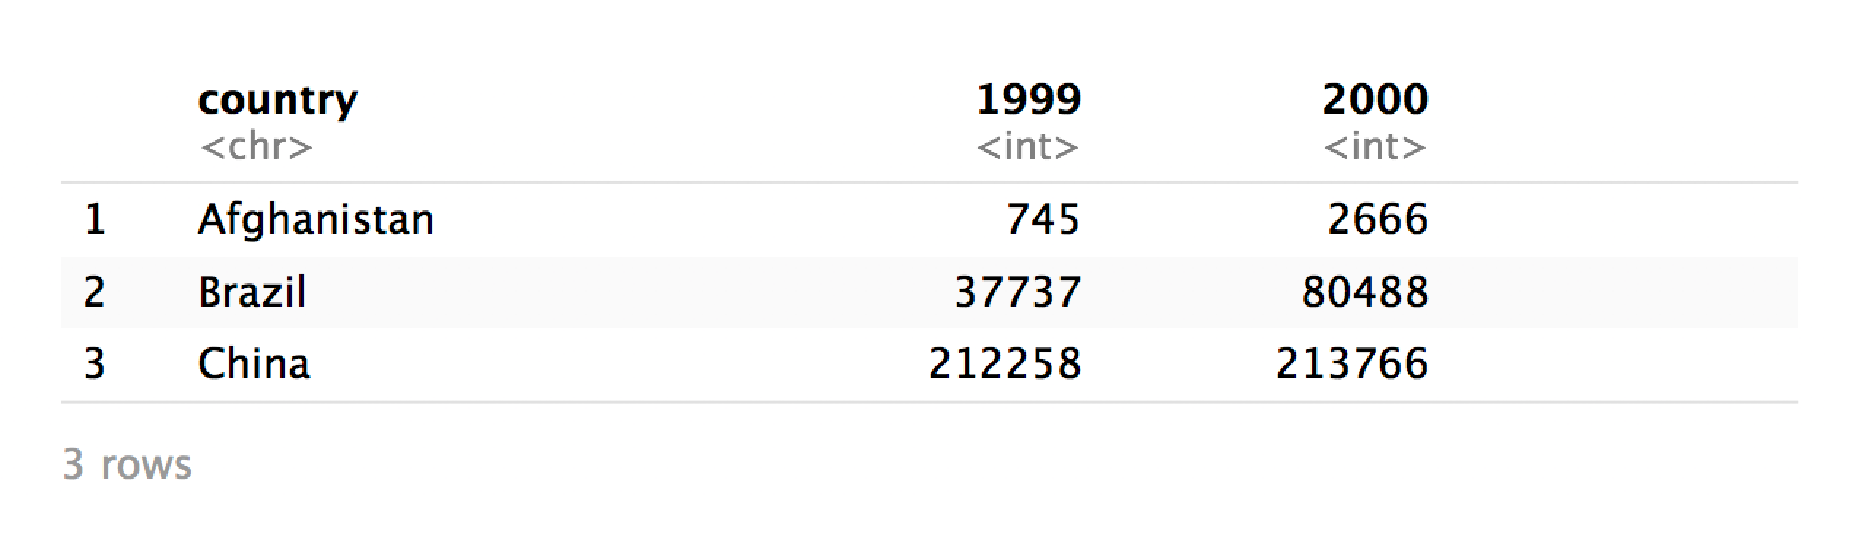 country 1999 2000
<chr> <int> <int>
1 Afghanistan 745 2666
2 Brazil 37737 80488
3 China 212258 213766
3 rows